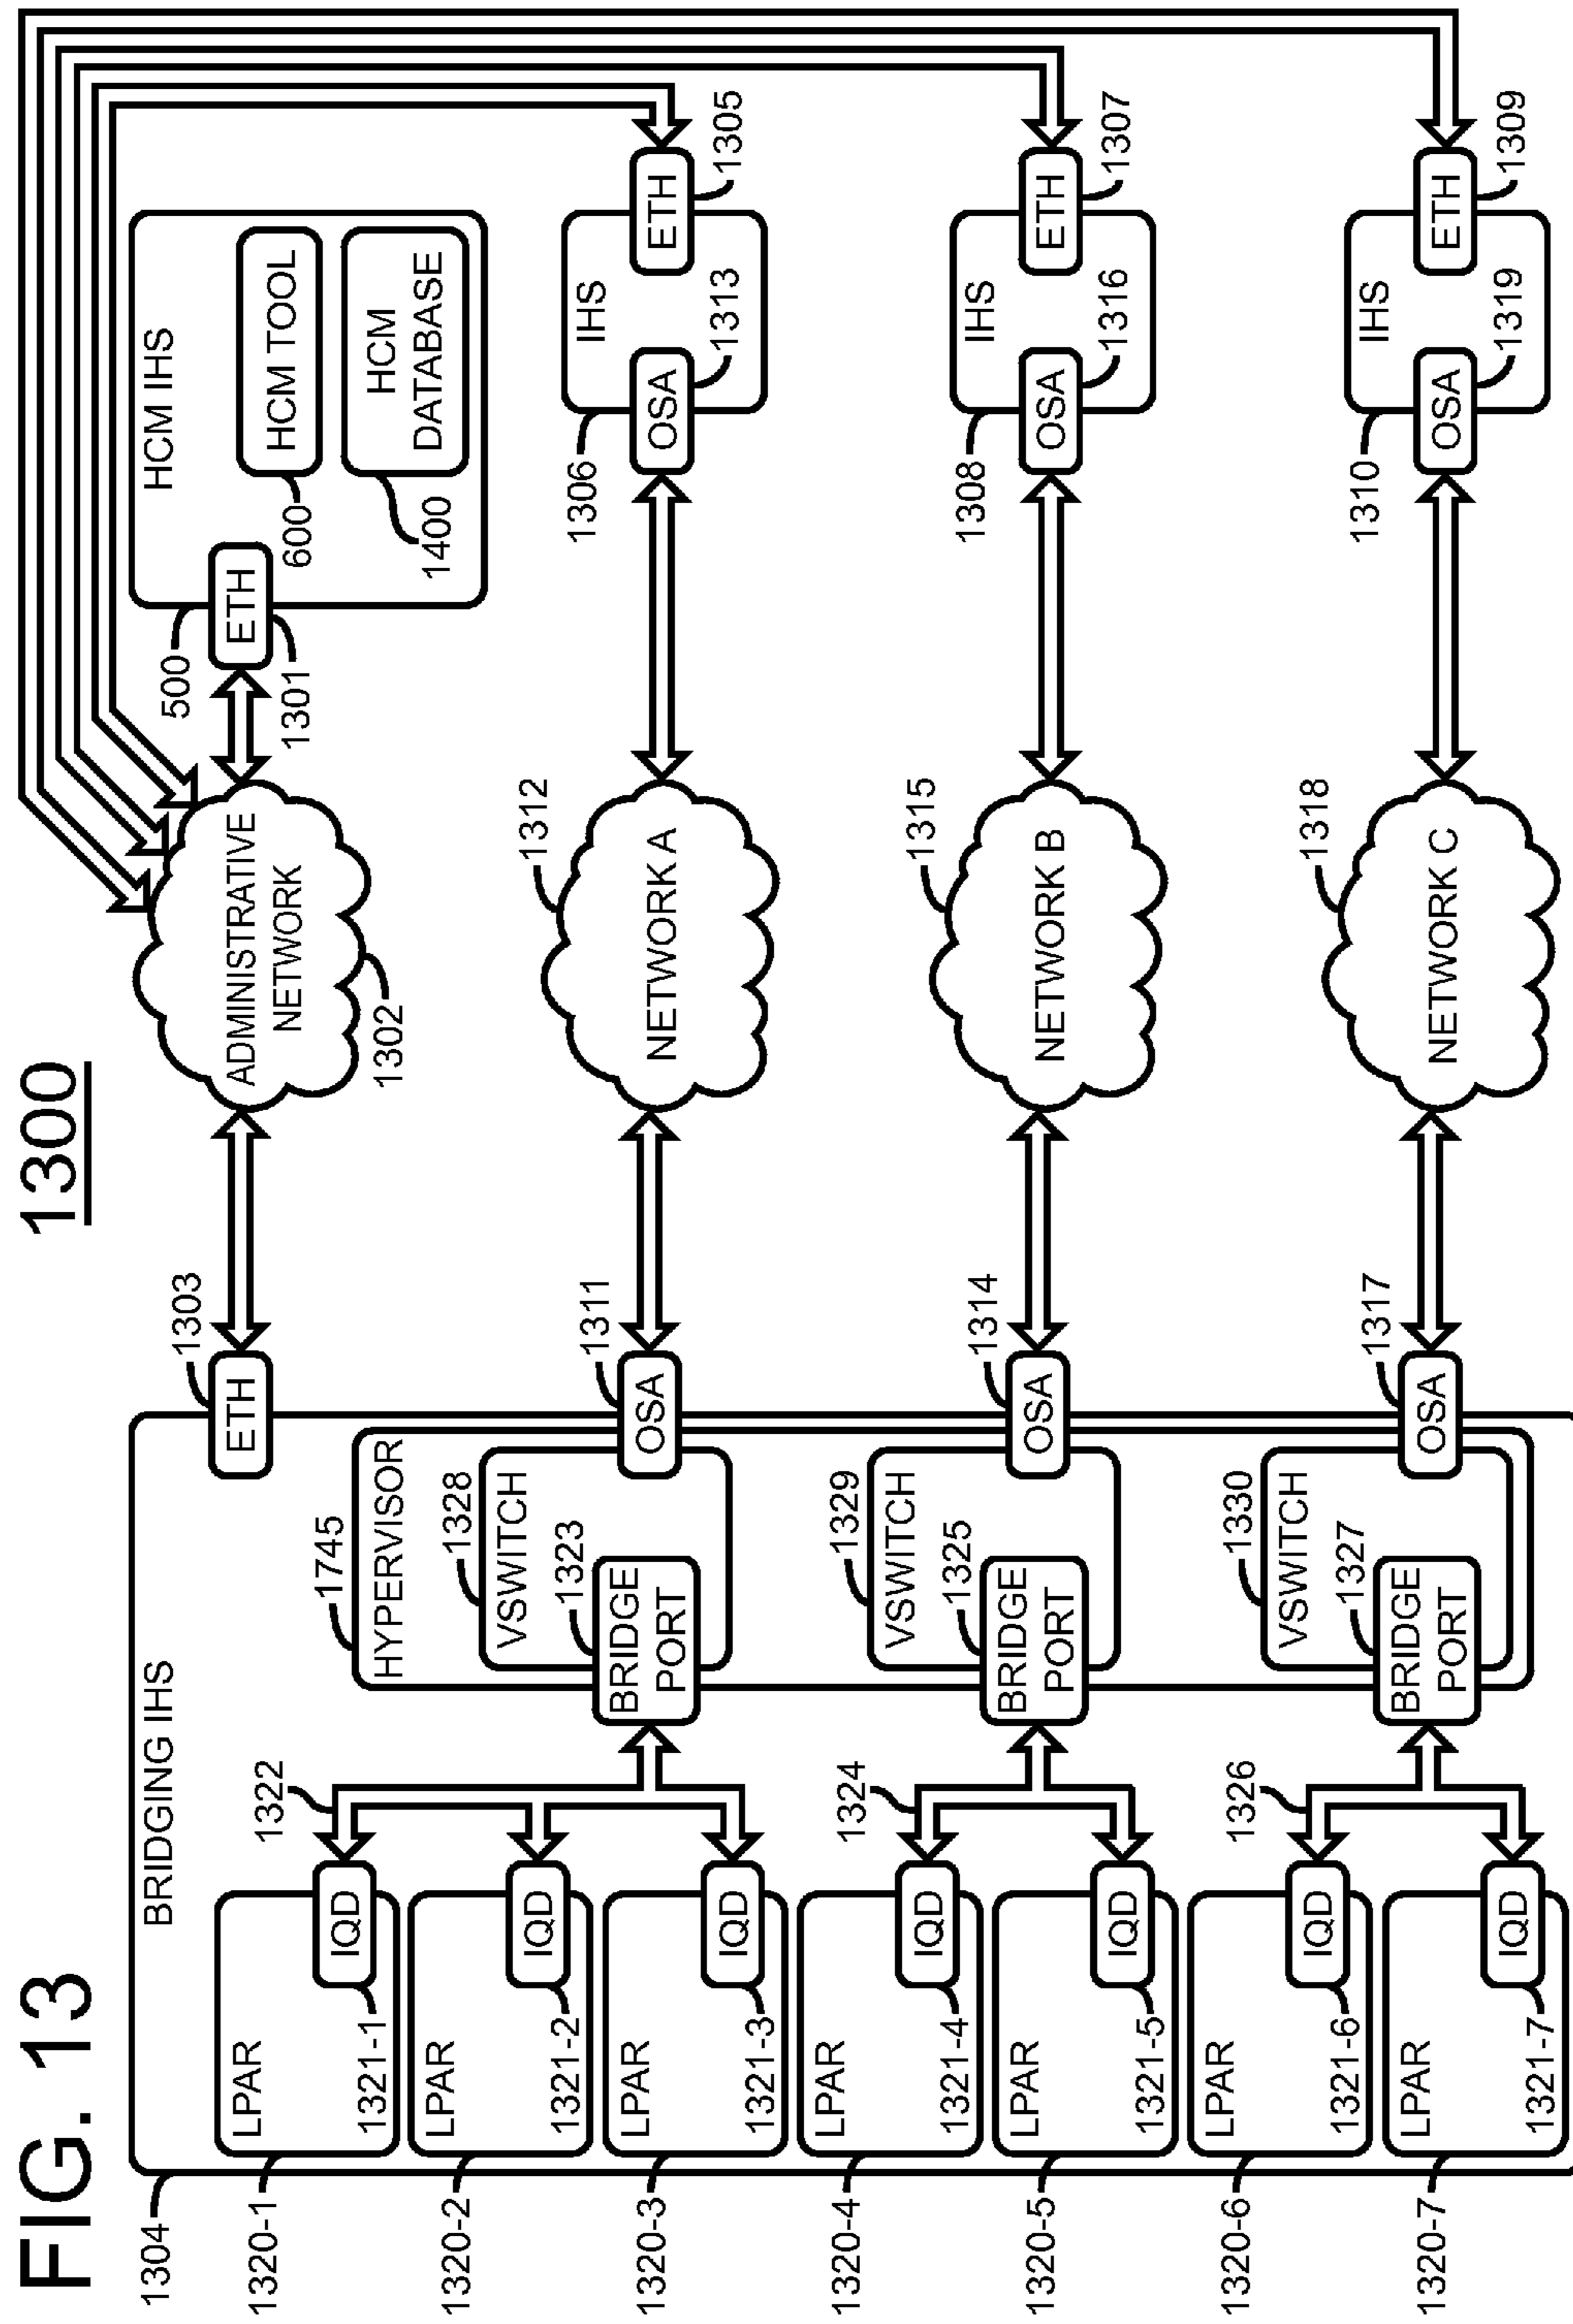 FIG. 13
1300
1304
BRIDGING IHS
1320-1
LPAR
1321-1
IQD
1320-2
LPAR
1321-2
IQD
1320-3
LPAR
1321-3
IQD
1320-4
LPAR
1321-4
IQD
1320-5
LPAR
1321-5
IQD
1320-6
LPAR
1321-6
IQD
1320-7
LPAR
1321-7
IQD
1322
1324
1326
1745
HYPERVISOR
1328
VSWITCH
1323
BRIDGE
PORT
1329
VSWITCH
1325
BRIDGE
PORT
1330
VSWITCH
1327
BRIDGE
PORT
1303
ETH
1311
OSA
1314
OSA
1317
OSA
ADMINISTRATIVE
NETWORK
1302
1312
NETWORK A
1315
NETWORK B
1318
NETWORK C
500
HCM IHS
ETH
1301
HCM TOOL
600
HCM
DATABASE
1400
1306
IHS
OSA
1313
ETH
1305
1308
IHS
OSA
1316
ETH
1307
1310
IHS
OSA
1319
ETH
1309